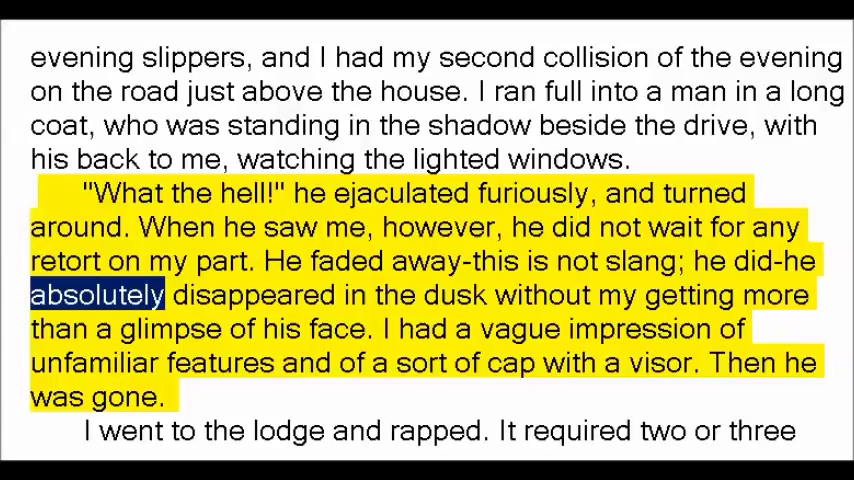 evening slippers, and I had my second collision of the evening
on the road just above the house. I ran full into a man in a long
coat, who was standing in the shadow beside the drive, with
his back to me, watching the lighted windows.
"What the hell!" he ejaculated furiously, and turned
around. When he saw me, however, he did not wait for any
retort on my part. He faded away-this is not slang; he did-he
absolutely disappeared in the dusk without my getting more
than a glimpse of his face. I had a vague impression of
unfamiliar features and of a sort of cap with a visor. Then he
was gone.
I went to the lodge and rapped. It required two or three